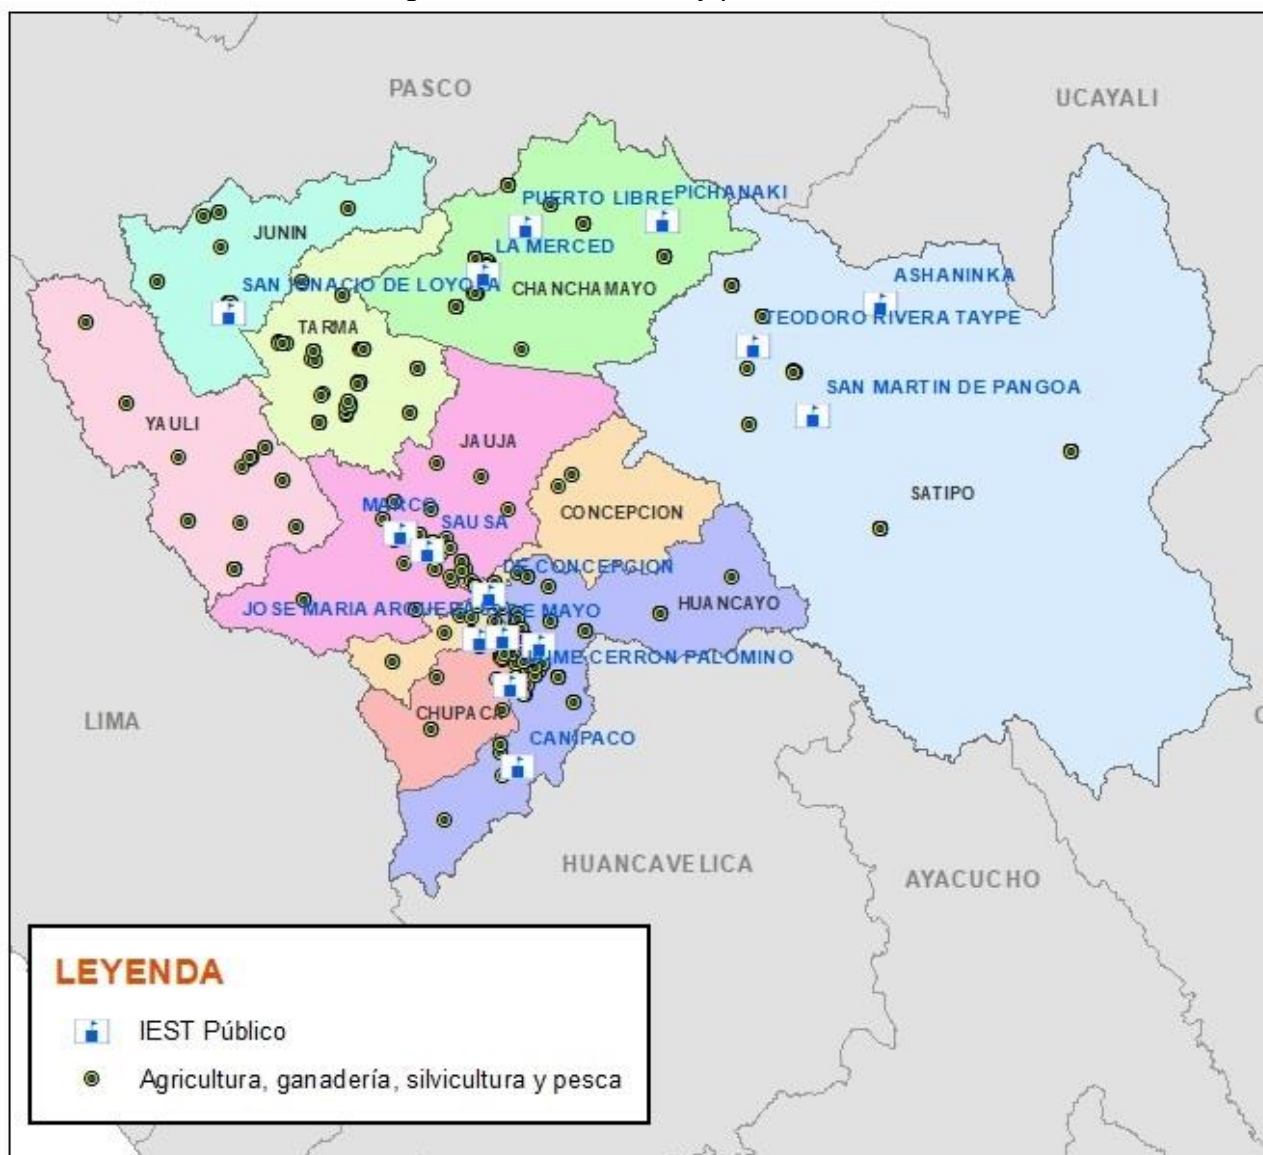 PASCO
UCAYALI
PUERTO LIBRE
PICHANAKI
JUNIN
LA MERCED
ASHANINKA
SAN IGNACIO DE LOYOLA
CHANCHAMAYO
TARMA
TEODORO RIVERA TAYPE
SAN MARTIN DE PANGOA
YAULI
JAUJA
SATIPO
MARCO
CONCEPCION
SAUSA
DE CONCEPCION
HUANCAYO
JOSE MARIA ARGUEDAS
DE MAYO
JAIME CERRON PALOMINO
LIMA
CHUPACA
CANIPACO
HUANCAVELICA
AYACUCHO
LEYENDA
IEST Público
Agricultura, ganadería, silvicultura y pesca